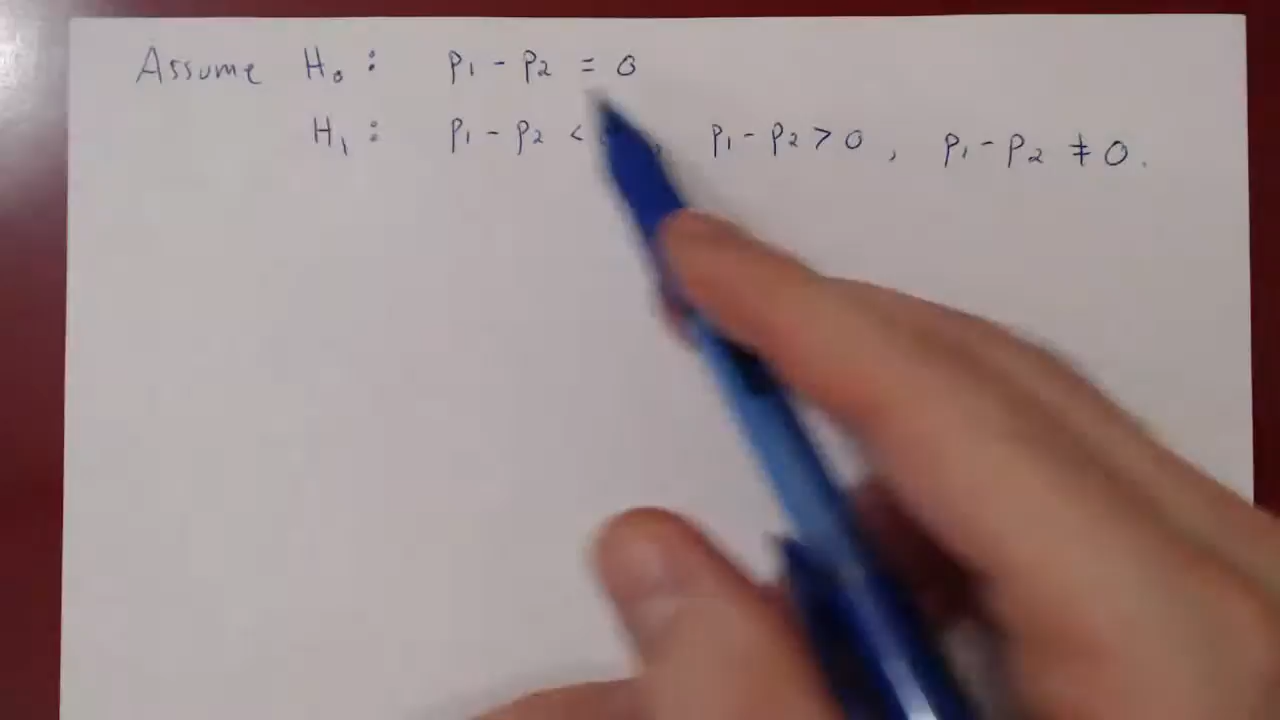 Assume H₀ : p₁ - p₂ = 0
H₁ : p₁ - p₂ < , p₁ - p₂ > 0 , p₁ - p₂ ≠ 0 .